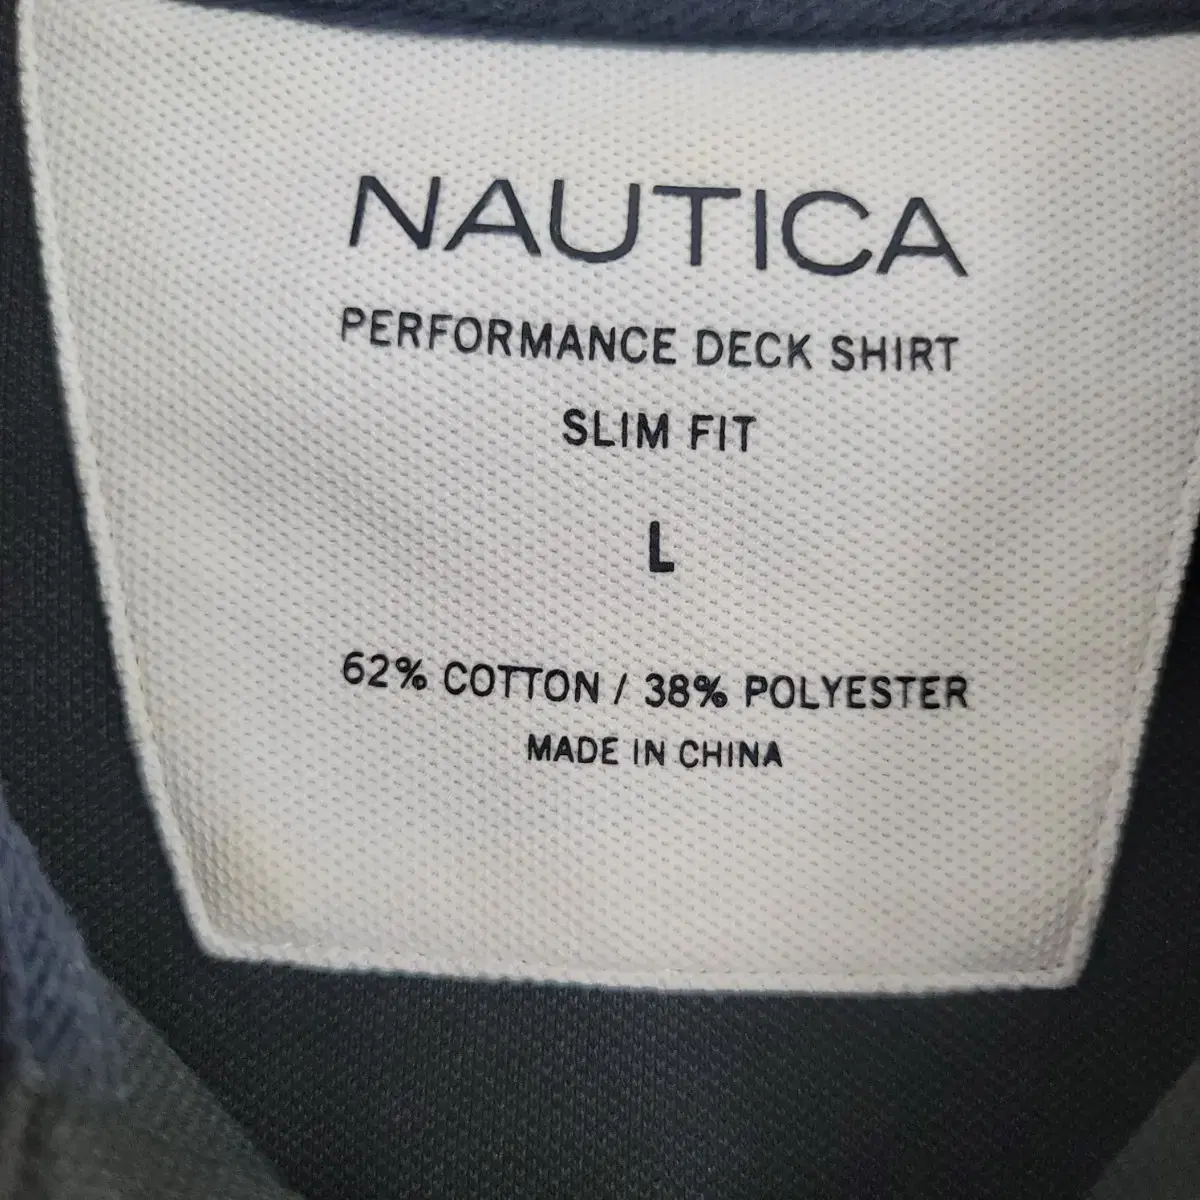 NAUTICA
PERFORMANCE DECK SHIRT
SLIM FIT
L
62% COTTON / 38% POLYESTER
MADE IN CHINA